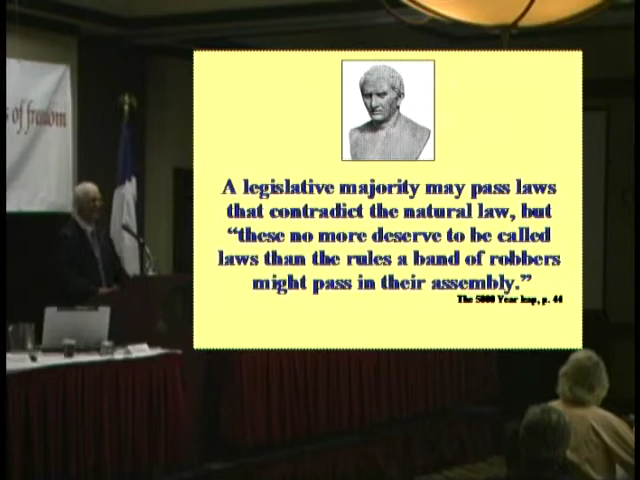 s of freedom
A legislative majority may pass laws
that contradict the natural law, but
“these no more deserve to be called
laws than the rules a band of robbers
might pass in their assembly.”
The 5000 Year leap, p. 44